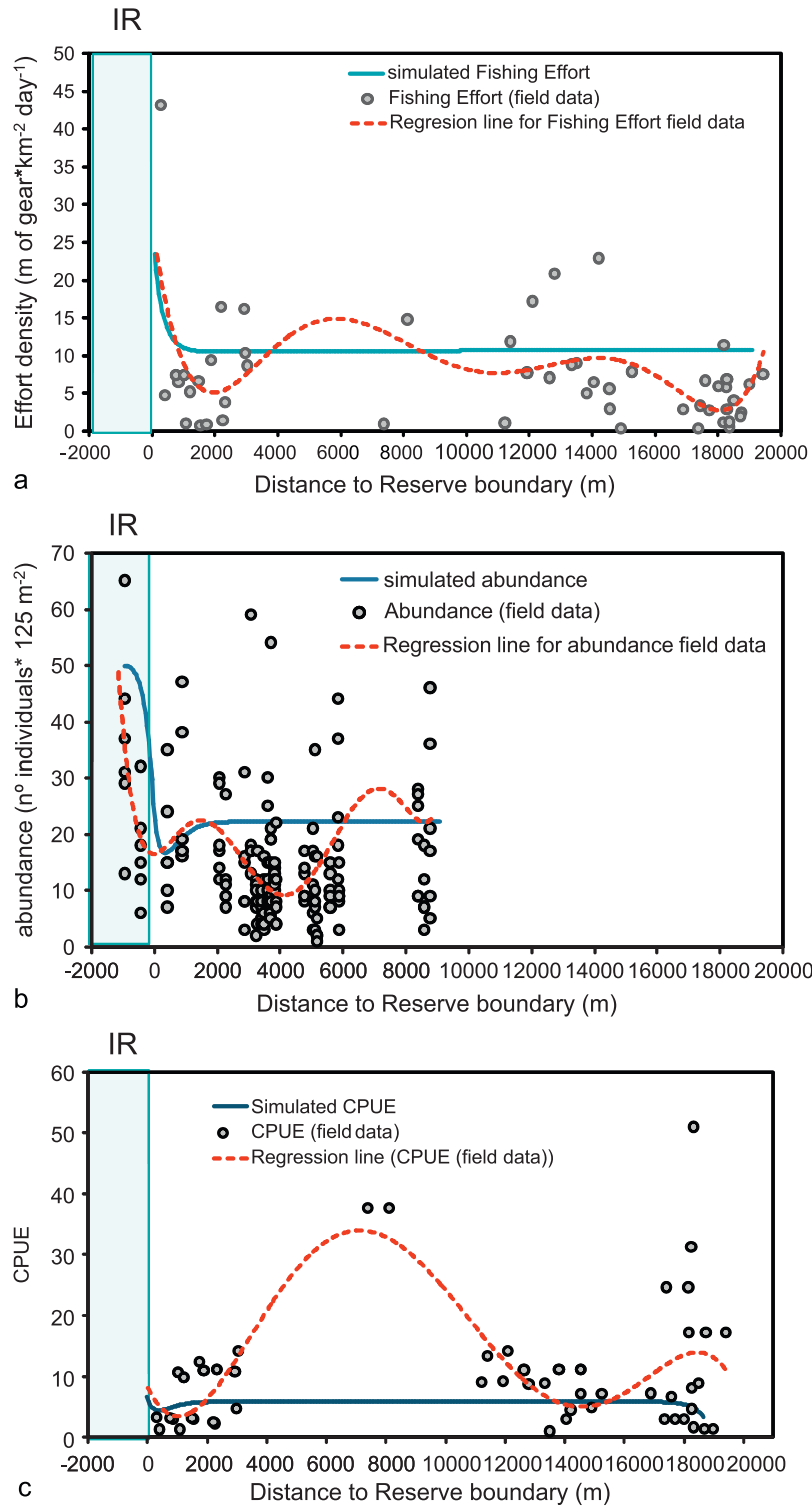 IR
50
45
40
35
30
25
20
15
10
5
0
Effort density (m of gear*km-2 day-1)
simulated Fishing Effort
Fishing Effort (field data)
Regresion line for Fishing Effort field data
-2000 0 2000 4000 6000 8000 10000 12000 14000 16000 18000 20000
Distance to Reserve boundary (m)
a
IR
70
60
50
40
30
20
10
0
abundance (nº individuals* 125 m-2)
simulated abundance
Abundance (field data)
Regression line for abundance field data
-2000 0 2000 4000 6000 8000 10000 12000 14000 16000 18000 20000
Distance to Reserve boundary (m)
b
IR
60
50
40
30
20
10
0
CPUE
Simulated CPUE
CPUE (field data)
Regression line (CPUE (field data))
-2000 0 2000 4000 6000 8000 10000 12000 14000 16000 18000 20000
Distance to Reserve boundary (m)
c